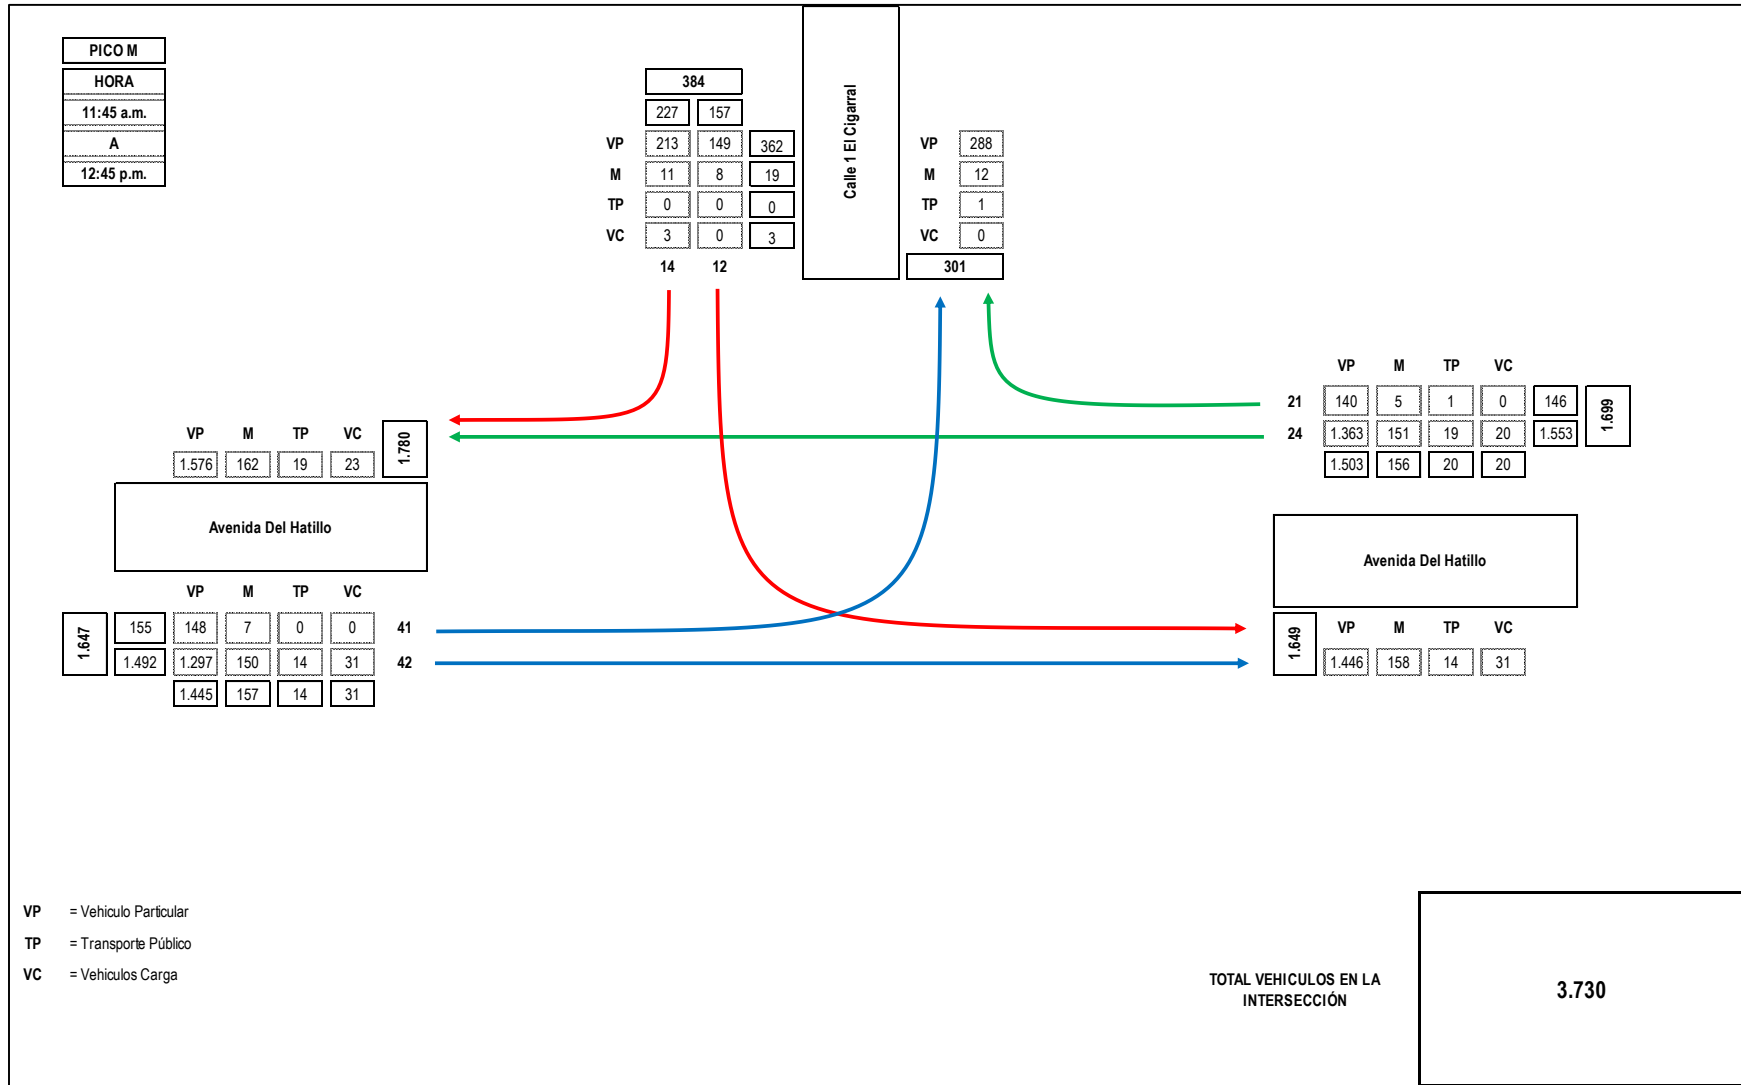 PICO M
HORA
11:45 a.m.
A
12:45 p.m.
384
227 157
VP 213 149 362
M 11 8 19
TP 0 0 0
VC 3 0 3
14 12
Calle 1 El Cigarral
VP 288
M 12
TP 1
VC 0
301
VP M TP VC
21 140 5 1 0 146
24 1.363 151 19 20 1.553
1.503 156 20 20
1.699
VP M TP VC
1.576 162 19 23
1.780
Avenida Del Hatillo
VP M TP VC
155 148 7 0 0 41
1.492 1.297 150 14 31 42
1.445 157 14 31
1.647
Avenida Del Hatillo
1.649
VP M TP VC
1.446 158 14 31
VP = Vehiculo Particular
TP = Transporte Público
VC = Vehiculos Carga
TOTAL VEHICULOS EN LA
INTERSECCIÓN
3.730